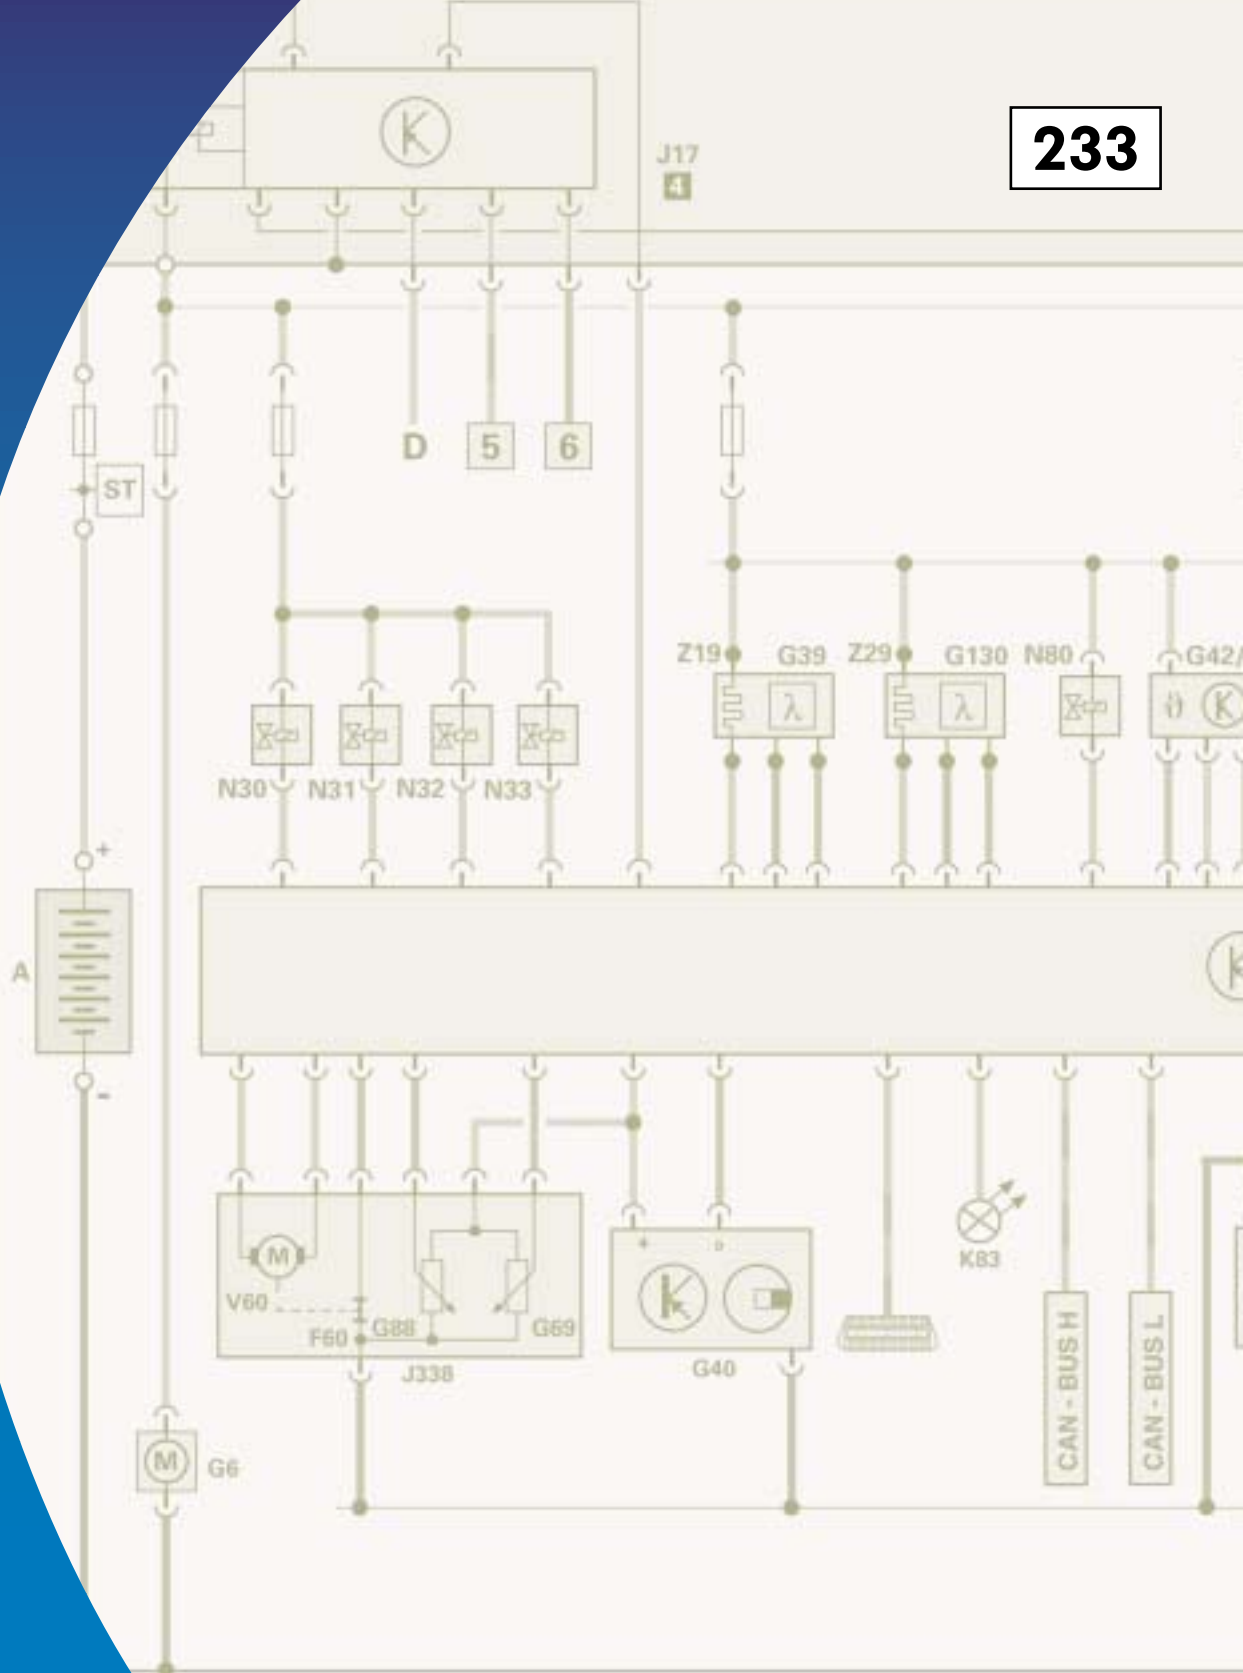 233
J17
4
D
5
6
ST
Z19
G39
Z29
G130
N80
G42/
λ
λ
N30
N31
N32
N33
+
A
-
M
V60
F60
G88
G69
J338
+
o
G40
K83
CAN - BUS H
CAN - BUS L
M
G6